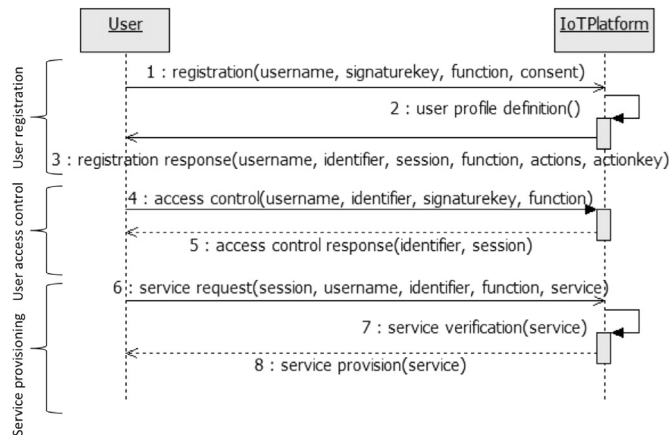 User
IoTPlatform
User registration
1 : registration(username, signaturekey, function, consent)
2 : user profile definition()
3 : registration response(username, identifier, session, function, actions, actionkey)
User access control
4 : access control(username, identifier, signaturekey, function)
5 : access control response(identifier, session)
Service provisioning
6 : service request(session, username, identifier, function, service)
7 : service verification(service)
8 : service provision(service)